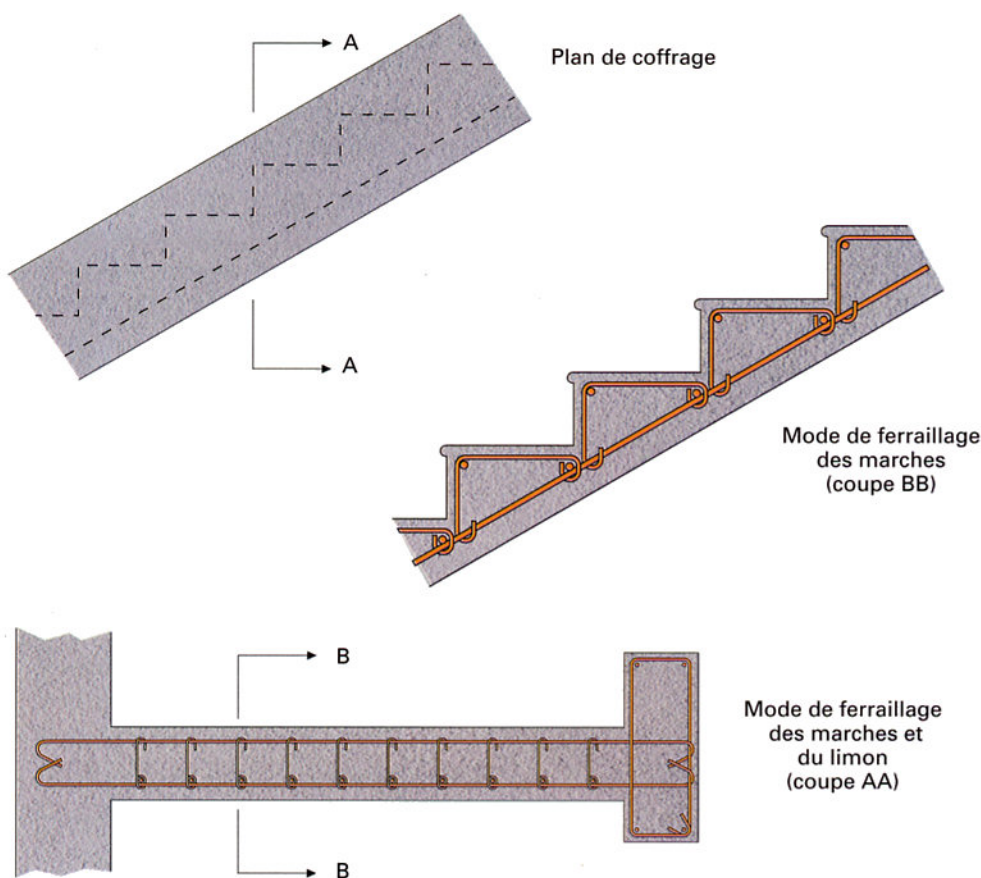 A
Plan de coffrage
A
Mode de ferraillage
des marches
(coupe BB)
B
Mode de ferraillage
des marches et
du limon
(coupe AA)
B